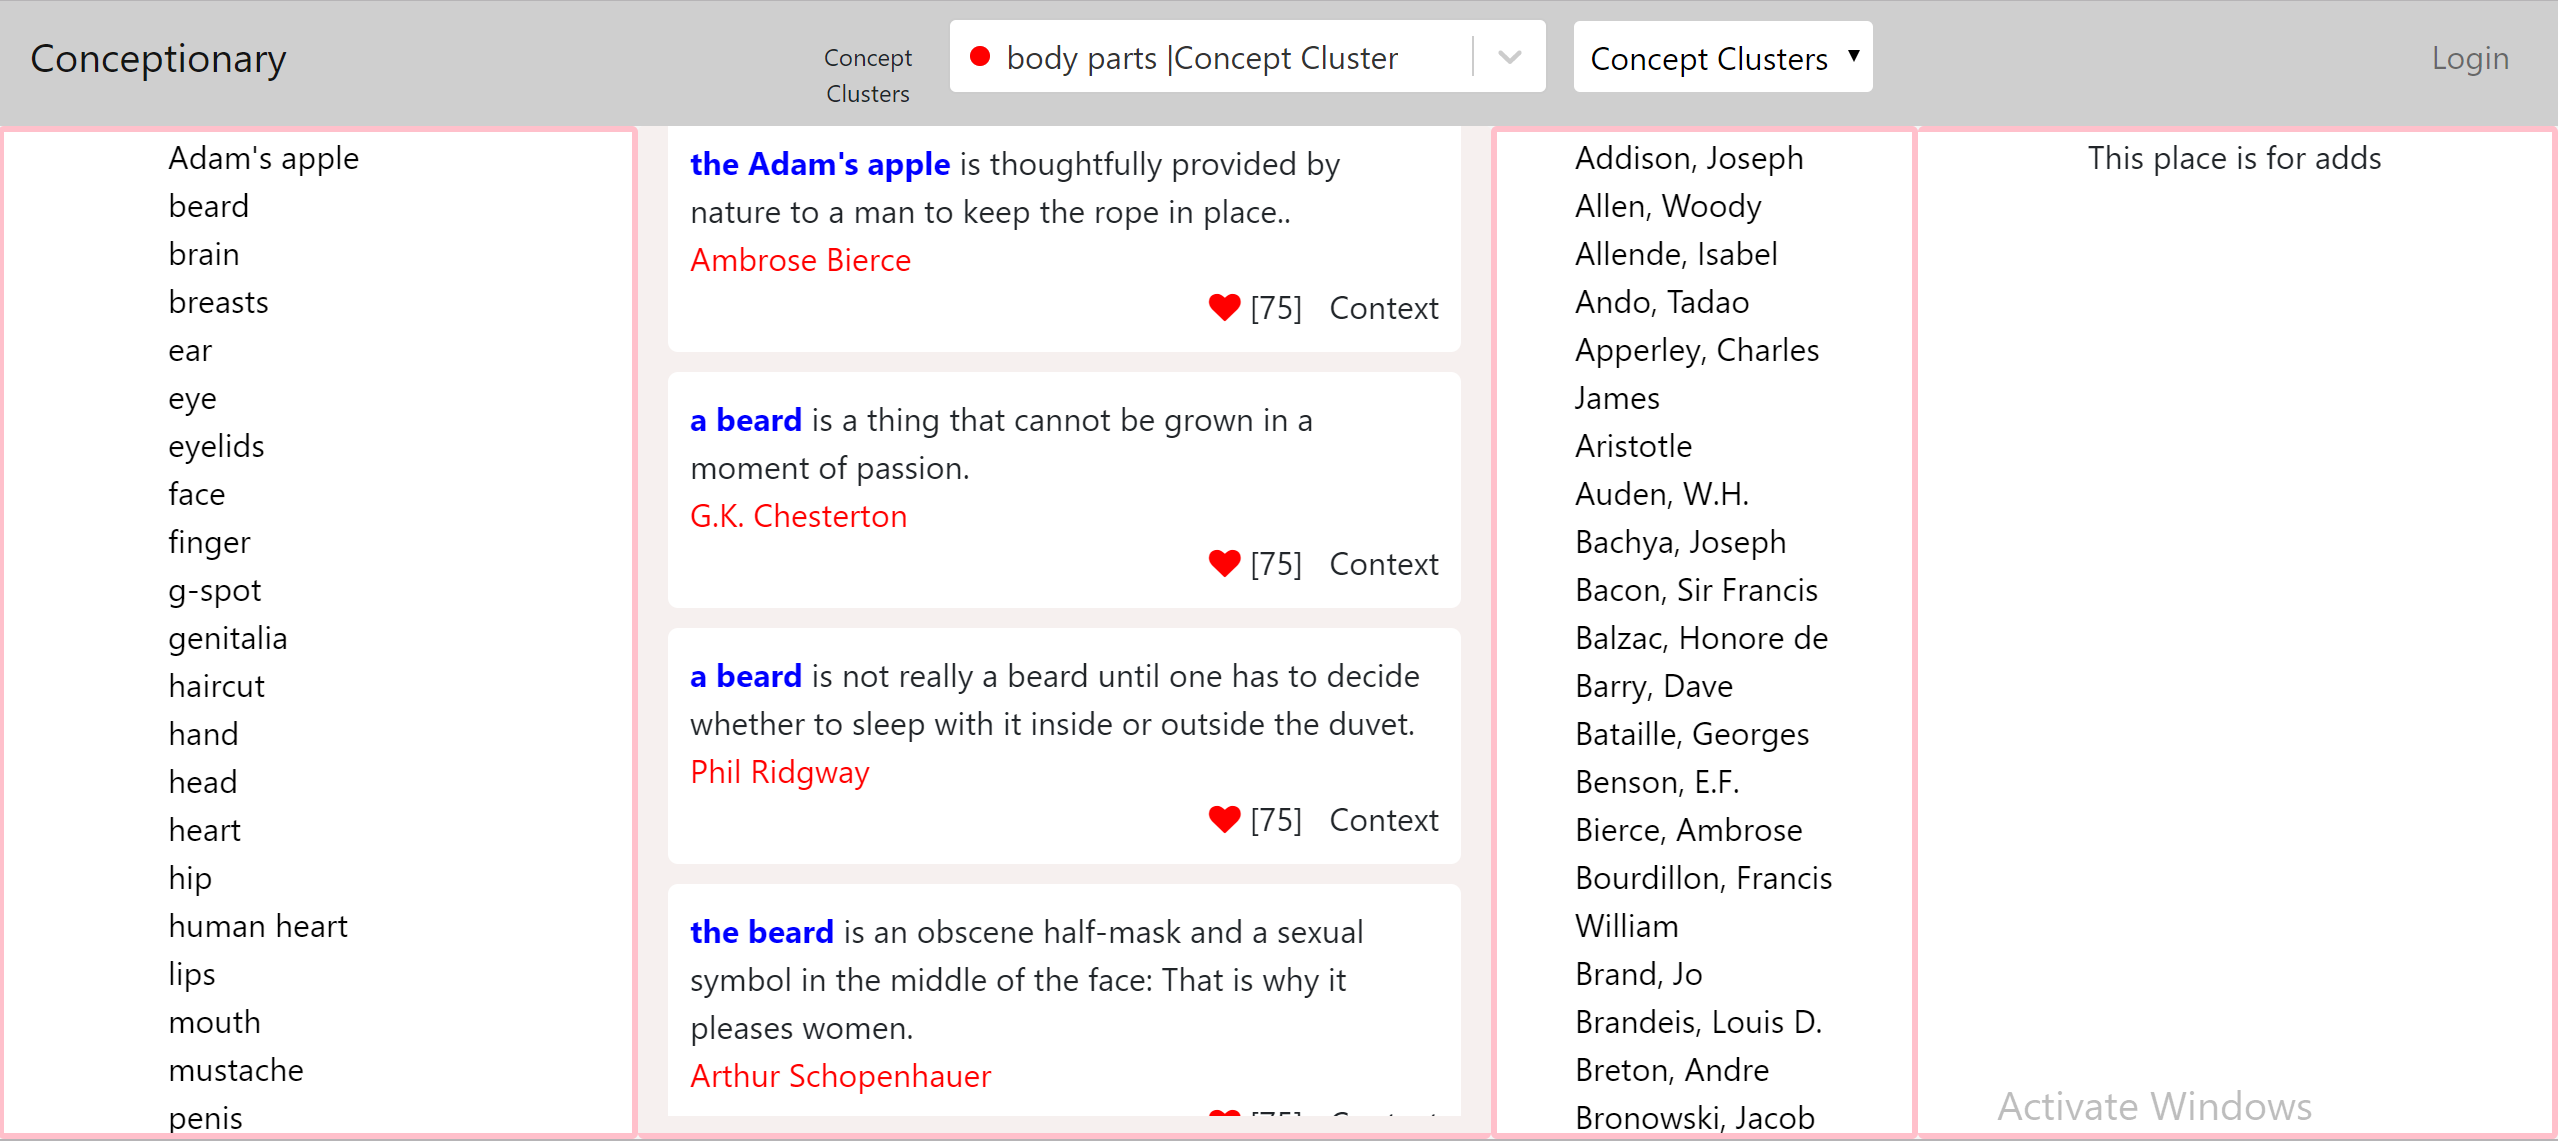 Conceptionary
Concept
Clusters
body parts |Concept Cluster
Concept Clusters
Login
Adam's apple
beard
brain
breasts
ear
eye
eyelids
face
finger
g-spot
genitalia
haircut
hand
head
heart
hip
human heart
lips
mouth
mustache
penis
the Adam's apple is thoughtfully provided by
nature to a man to keep the rope in place..
Ambrose Bierce
[75] Context
a beard is a thing that cannot be grown in a
moment of passion.
G.K. Chesterton
[75] Context
a beard is not really a beard until one has to decide
whether to sleep with it inside or outside the duvet.
Phil Ridgway
[75] Context
the beard is an obscene half-mask and a sexual
symbol in the middle of the face: That is why it
pleases women.
Arthur Schopenhauer
Addison, Joseph
Allen, Woody
Allende, Isabel
Ando, Tadao
Apperley, Charles
James
Aristotle
Auden, W.H.
Bachya, Joseph
Bacon, Sir Francis
Balzac, Honore de
Barry, Dave
Bataille, Georges
Benson, E.F.
Bierce, Ambrose
Bourdillon, Francis
William
Brand, Jo
Brandeis, Louis D.
Breton, Andre
Bronowski, Jacob
This place is for adds
Activate Windows